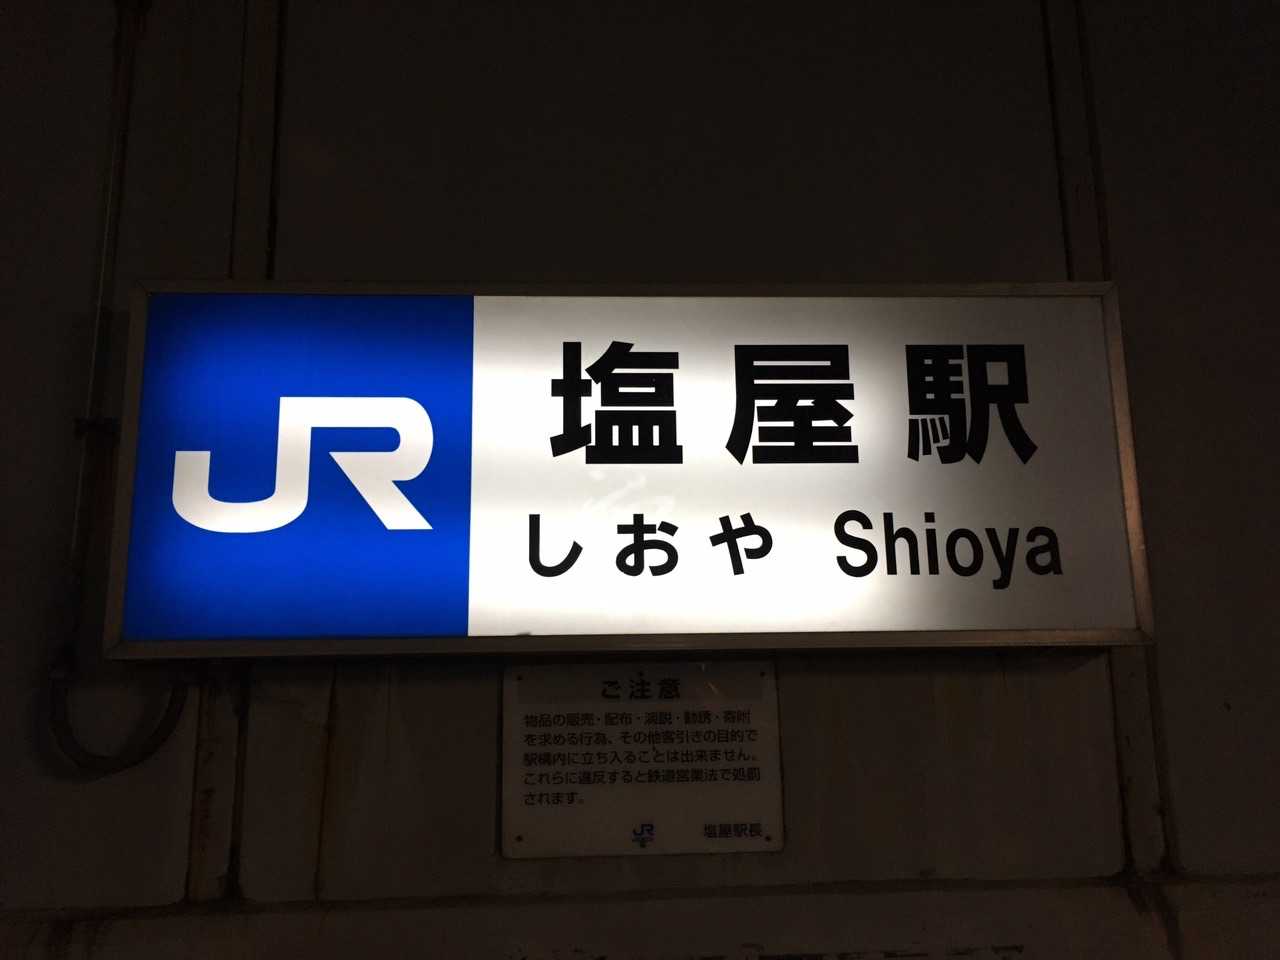 JR
塩屋駅
しおや Shioya
ご注意
物品の販売・配布・演説・勧誘・寄附
を求める行為、その他客引きの目的で
駅構内に立ち入ることは出来ません。
これらに違反すると鉄道営業法で処罰
されます。
JR 塩屋駅長